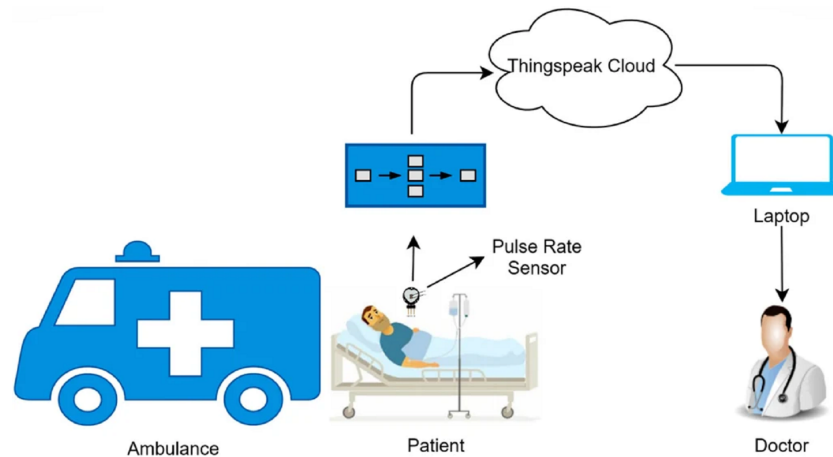 Thingspeak Cloud
Laptop
Pulse Rate
Sensor
Ambulance
Patient
Doctor